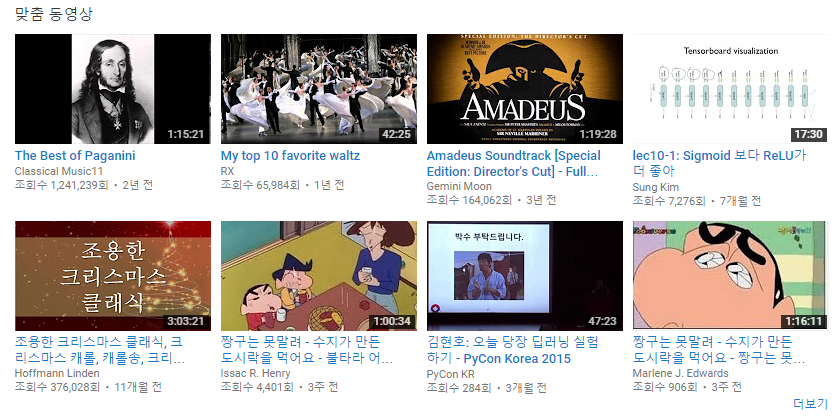 맞춤 동영상
SPECIAL EDITION: THE DIRECTOR'S CUT
AMADEUS
SIR NEVILLE MARRINER
1:15:21
42:25
1:19:28
Tensorboard visualization
17:30
The Best of Paganini
Classical Music11
조회수 1,241,239회 • 2년 전
My top 10 favorite waltz
RX
조회수 65,984회 • 1년 전
Amadeus Soundtrack [Special
Edition: Director's Cut] - Full...
Gemini Moon
조회수 164,062회 • 3년 전
lec10-1: Sigmoid 보다 ReLU가
더 좋아
Sung Kim
조회수 7,276회 • 7개월 전
조용한
크리스마스
클래식
3:03:21
1:00:34
박수 부탁드립니다.
47:23
1:16:11
조용한 크리스마스 클래식, 크
리스마스 캐롤, 캐롤송, 크리...
Hoffmann Linden
조회수 376,028회 • 11개월 전
짱구는 못말려 - 수지가 만든
도시락을 먹어요 - 불타라 어...
Issac R. Henry
조회수 4,401회 • 3주 전
김현호: 오늘 당장 딥러닝 실험
하기 - PyCon Korea 2015
PyCon KR
조회수 284회 • 3개월 전
짱구는 못말려 - 수지가 만든
도시락을 먹어요 - 짱구는 못...
Marlene J. Edwards
조회수 906회 • 3주 전
더보기